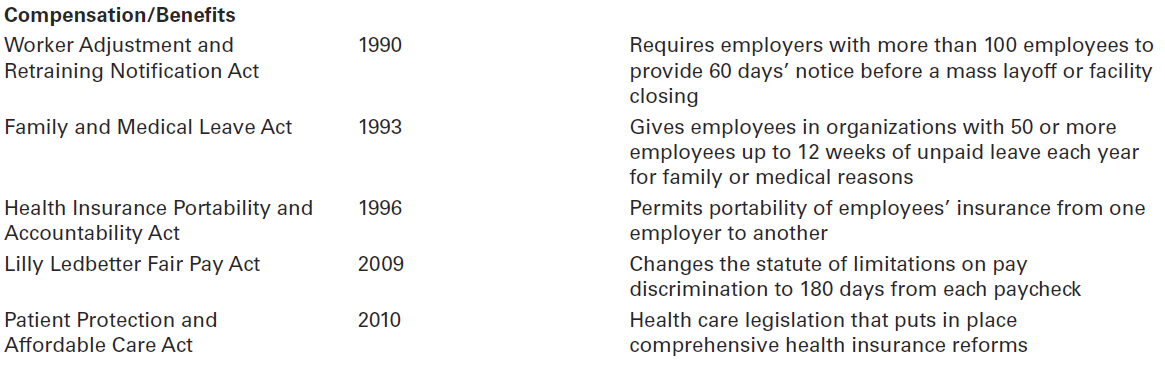 Compensation/Benefits
Worker Adjustment and 1990 Requires employers with more than 100 employees to
Retraining Notification Act provide 60 days’ notice before a mass layoff or facility
closing
Family and Medical Leave Act 1993 Gives employees in organizations with 50 or more
employees up to 12 weeks of unpaid leave each year
for family or medical reasons
Health Insurance Portability and 1996 Permits portability of employees’ insurance from one
Accountability Act employer to another
Lilly Ledbetter Fair Pay Act 2009 Changes the statute of limitations on pay
discrimination to 180 days from each paycheck
Patient Protection and 2010 Health care legislation that puts in place
Affordable Care Act comprehensive health insurance reforms